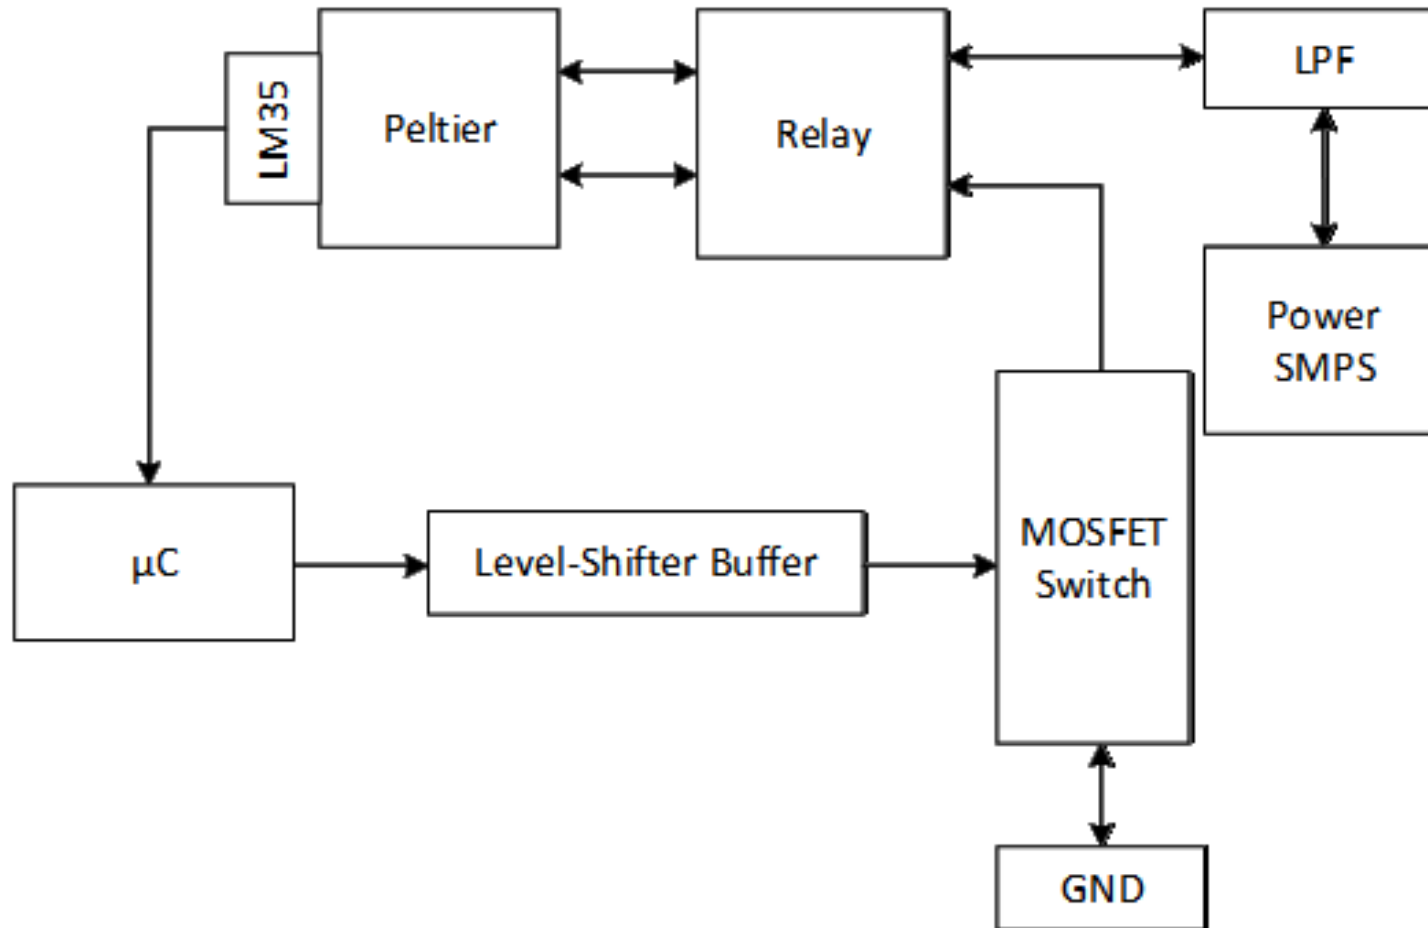 LM35
Peltier
Relay
LPF
Power
SMPS
µC
Level-Shifter Buffer
MOSFET
Switch
GND